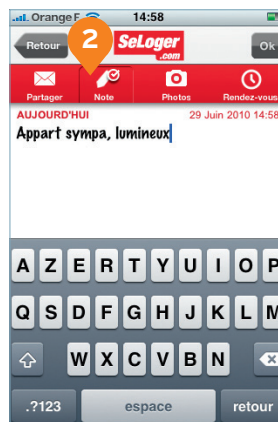 Orange F 14:58
Retour 2 SeLoger .com Ok
Partager Note Photos Rendez-vous
AUJOURD'HUI 29 Juin 2010 14:58
Appart sympa, lumineux
A Z E R T Y U I O P
Q S D F G H J K L M
W X C V B N
.?123 espace retour